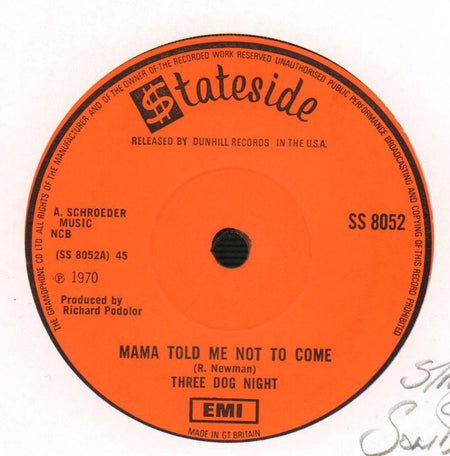 THE GRAMOPHONE CO LTD ALL RIGHTS OF THE MANUFACTURER AND OF THE OWNER OF THE RECORDED WORK RESERVED UNAUTHORISED PUBLIC PERFORMANCE BROADCASTING AND COPYING OF THIS RECORD PROHIBITED
$tateside
RELEASED BY DUNHILL RECORDS IN THE U.S.A.
A. SCHROEDER
MUSIC
NCB
SS 8052
(SS 8052A) 45
℗ 1970
Produced by
Richard Podolor
MAMA TOLD ME NOT TO COME
(R. Newman)
THREE DOG NIGHT
EMI
MADE IN GT BRITAIN